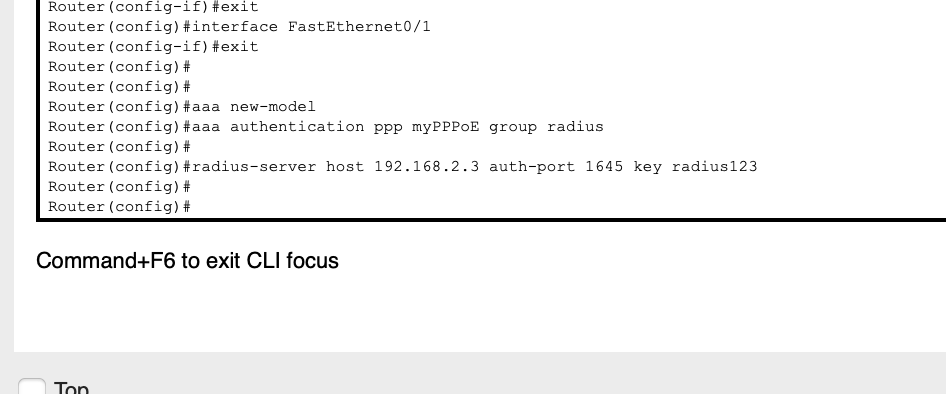 Router(config-if)#exit
Router(config)#interface FastEthernet0/1
Router(config-if)#exit
Router(config)#
Router(config)#
Router(config)#aaa new-model
Router(config)#aaa authentication ppp myPPPoE group radius
Router(config)#
Router(config)#radius-server host 192.168.2.3 auth-port 1645 key radius123
Router(config)#
Router(config)#
Command+F6 to exit CLI focus
Top